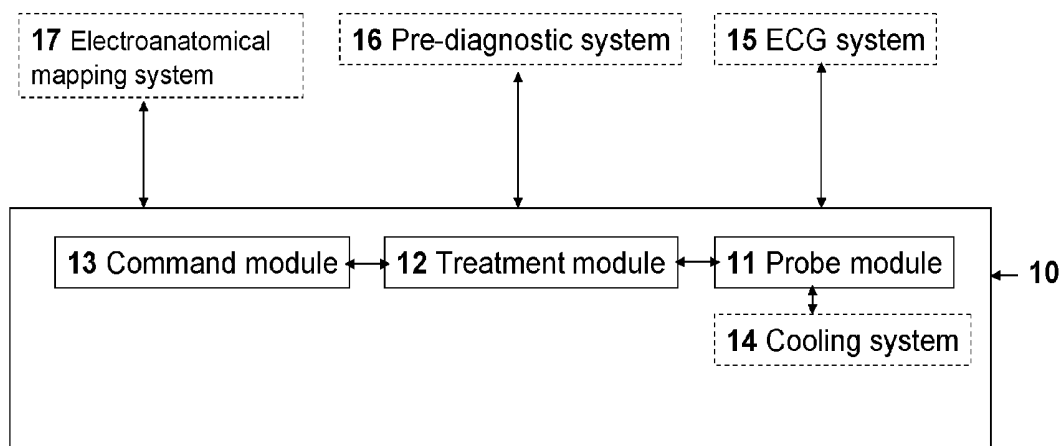 17 Electroanatomical
mapping system
16 Pre-diagnostic system
15 ECG system
13 Command module
12 Treatment module
11 Probe module
10
14 Cooling system